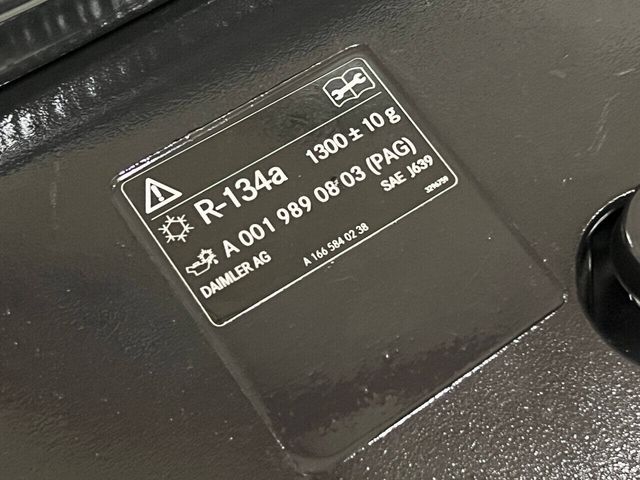 R-134a 1300 ± 10 g
A 001 989 08 03 (PAG)
SAE J639
DAIMLER AG
A 166 584 02 38